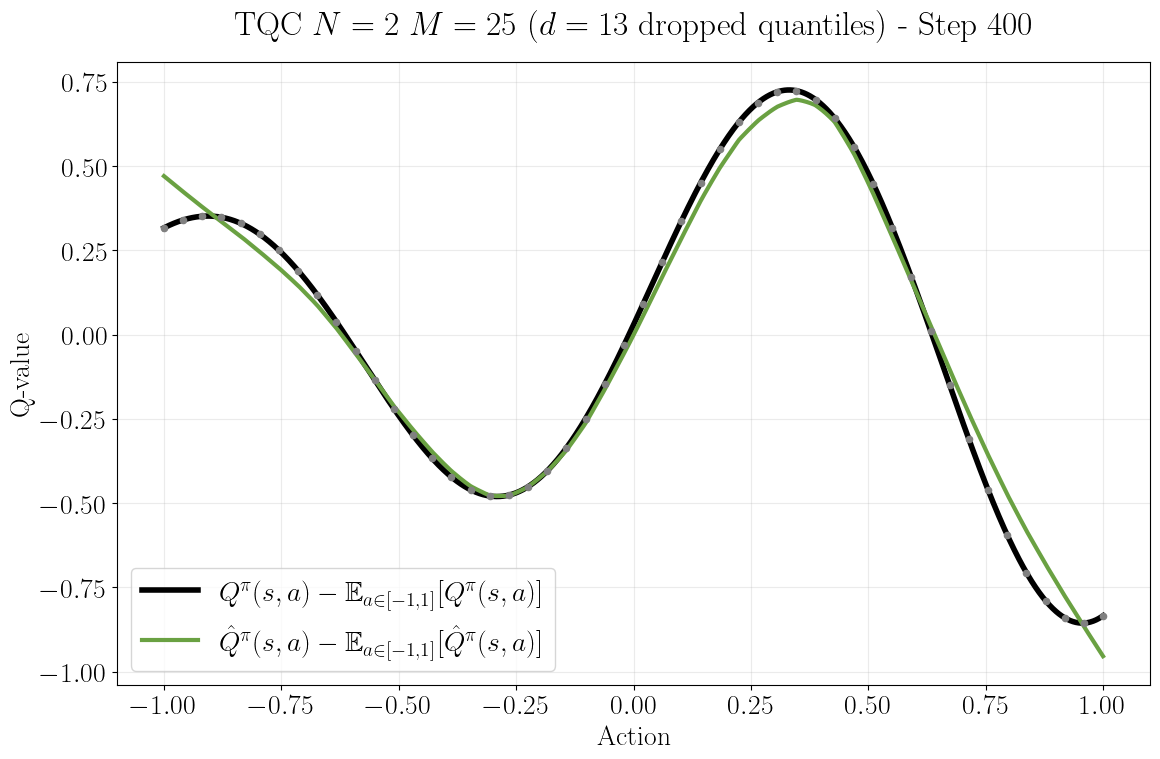 TQC N = 2 M = 25 (d = 13 dropped quantiles) - Step 400
Q-value
0.75
0.50
0.25
0.00
−0.25
−0.50
−0.75
−1.00
Q^π(s, a) − 𝔼_{a∈[−1,1]}[Q^π(s, a)]
Q̂^π(s, a) − 𝔼_{a∈[−1,1]}[Q̂^π(s, a)]
−1.00 −0.75 −0.50 −0.25 0.00 0.25 0.50 0.75 1.00
Action